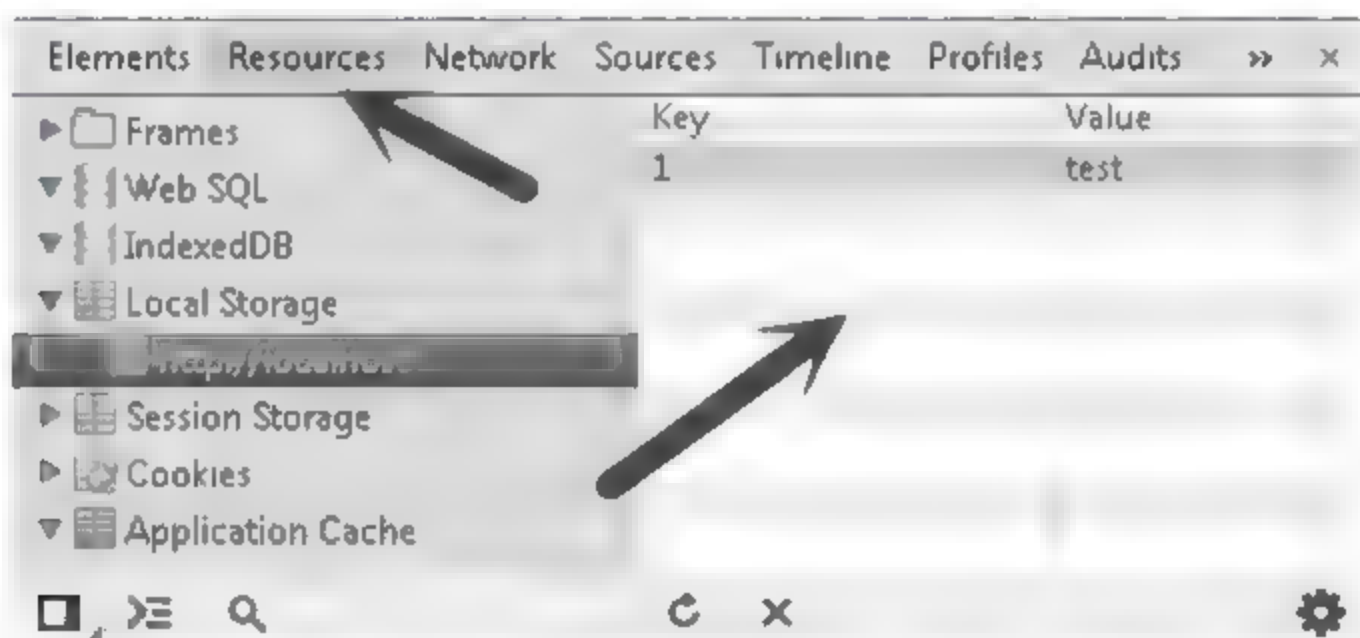 Elements Resources Network Sources Timeline Profiles Audits » ×
Frames
Web SQL
IndexedDB
Local Storage
Session Storage
Cookies
Application Cache
Key Value
1 test